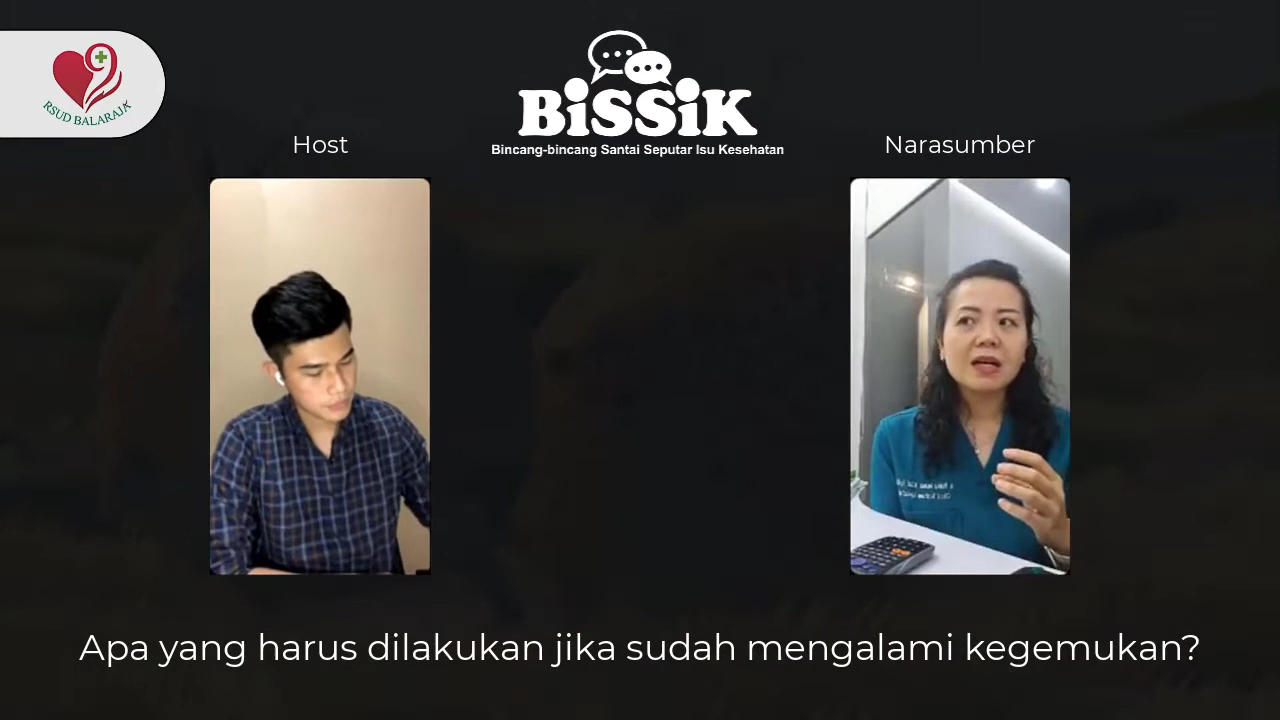 RSUD BALARAJA
BiSSiK
Bincang-bincang Santai Seputar Isu Kesehatan
Host
Narasumber
Apa yang harus dilakukan jika sudah mengalami kegemukan?